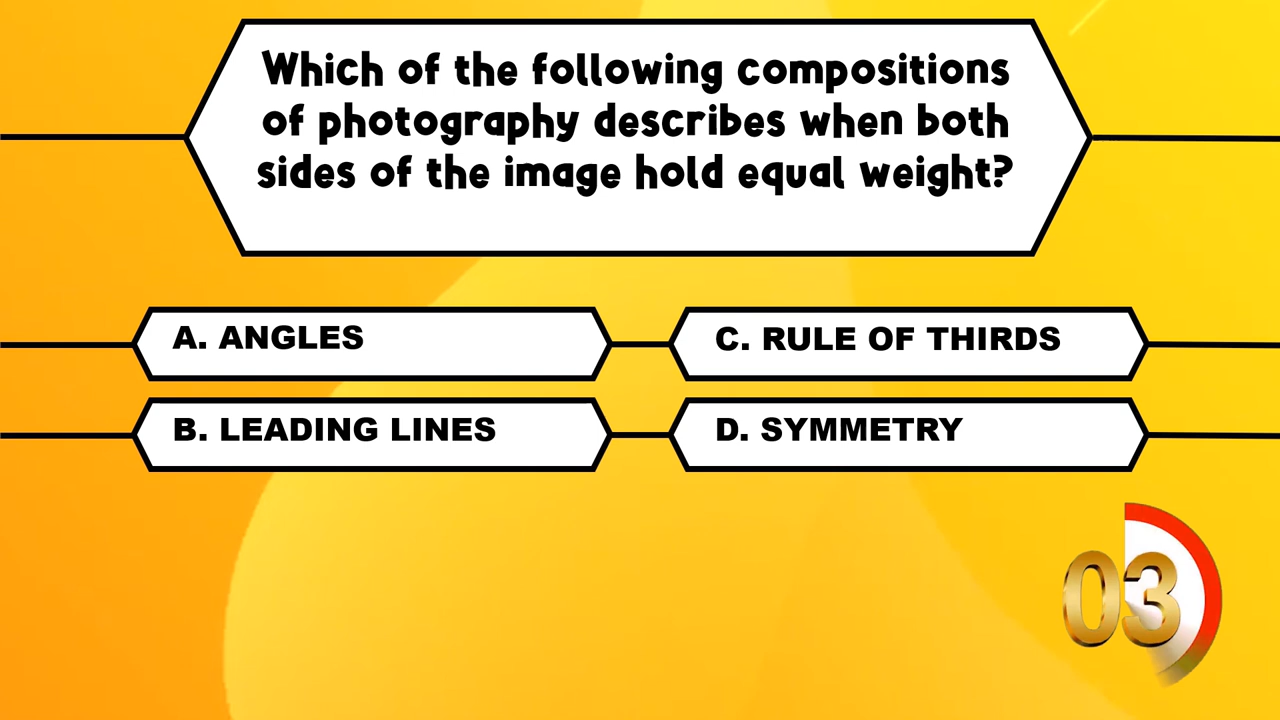 Which of the following compositions
of photography describes when both
sides of the image hold equal weight?
A. ANGLES
C. RULE OF THIRDS
B. LEADING LINES
D. SYMMETRY
03